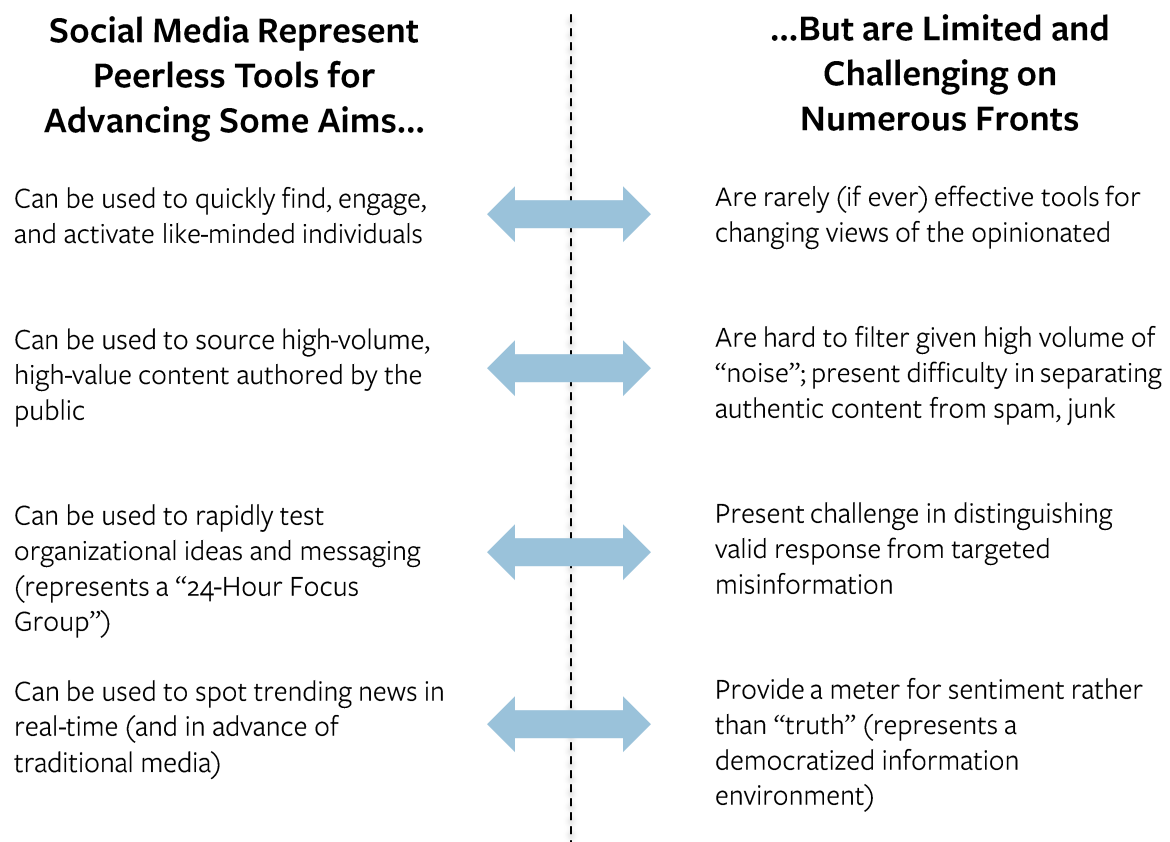 Social Media Represent
Peerless Tools for
Advancing Some Aims...
...But are Limited and
Challenging on
Numerous Fronts
Can be used to quickly find, engage,
and activate like-minded individuals
Are rarely (if ever) effective tools for
changing views of the opinionated
Can be used to source high-volume,
high-value content authored by the
public
Are hard to filter given high volume of
“noise”; present difficulty in separating
authentic content from spam, junk
Can be used to rapidly test
organizational ideas and messaging
(represents a “24-Hour Focus
Group”)
Present challenge in distinguishing
valid response from targeted
misinformation
Can be used to spot trending news in
real-time (and in advance of
traditional media)
Provide a meter for sentiment rather
than “truth” (represents a
democratized information
environment)